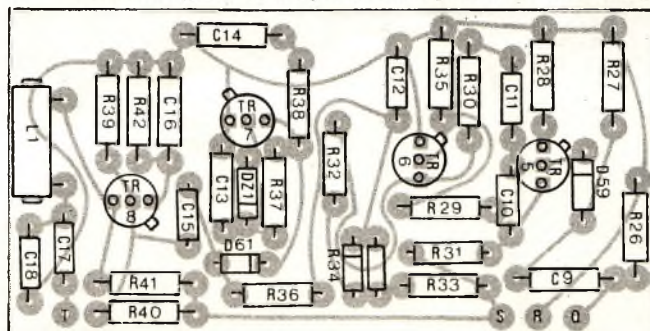 C14
R39
R42
C16
L1
TR
7
R38
C12
R35
R30
C11
R28
R27
TR
8
C13
DZ1
R37
R32
TR
6
TR
5
D59
C15
R29
C10
R26
C18
C17
D61
R34
R31
R41
R36
R33
C9
T
R40
S
R
Q